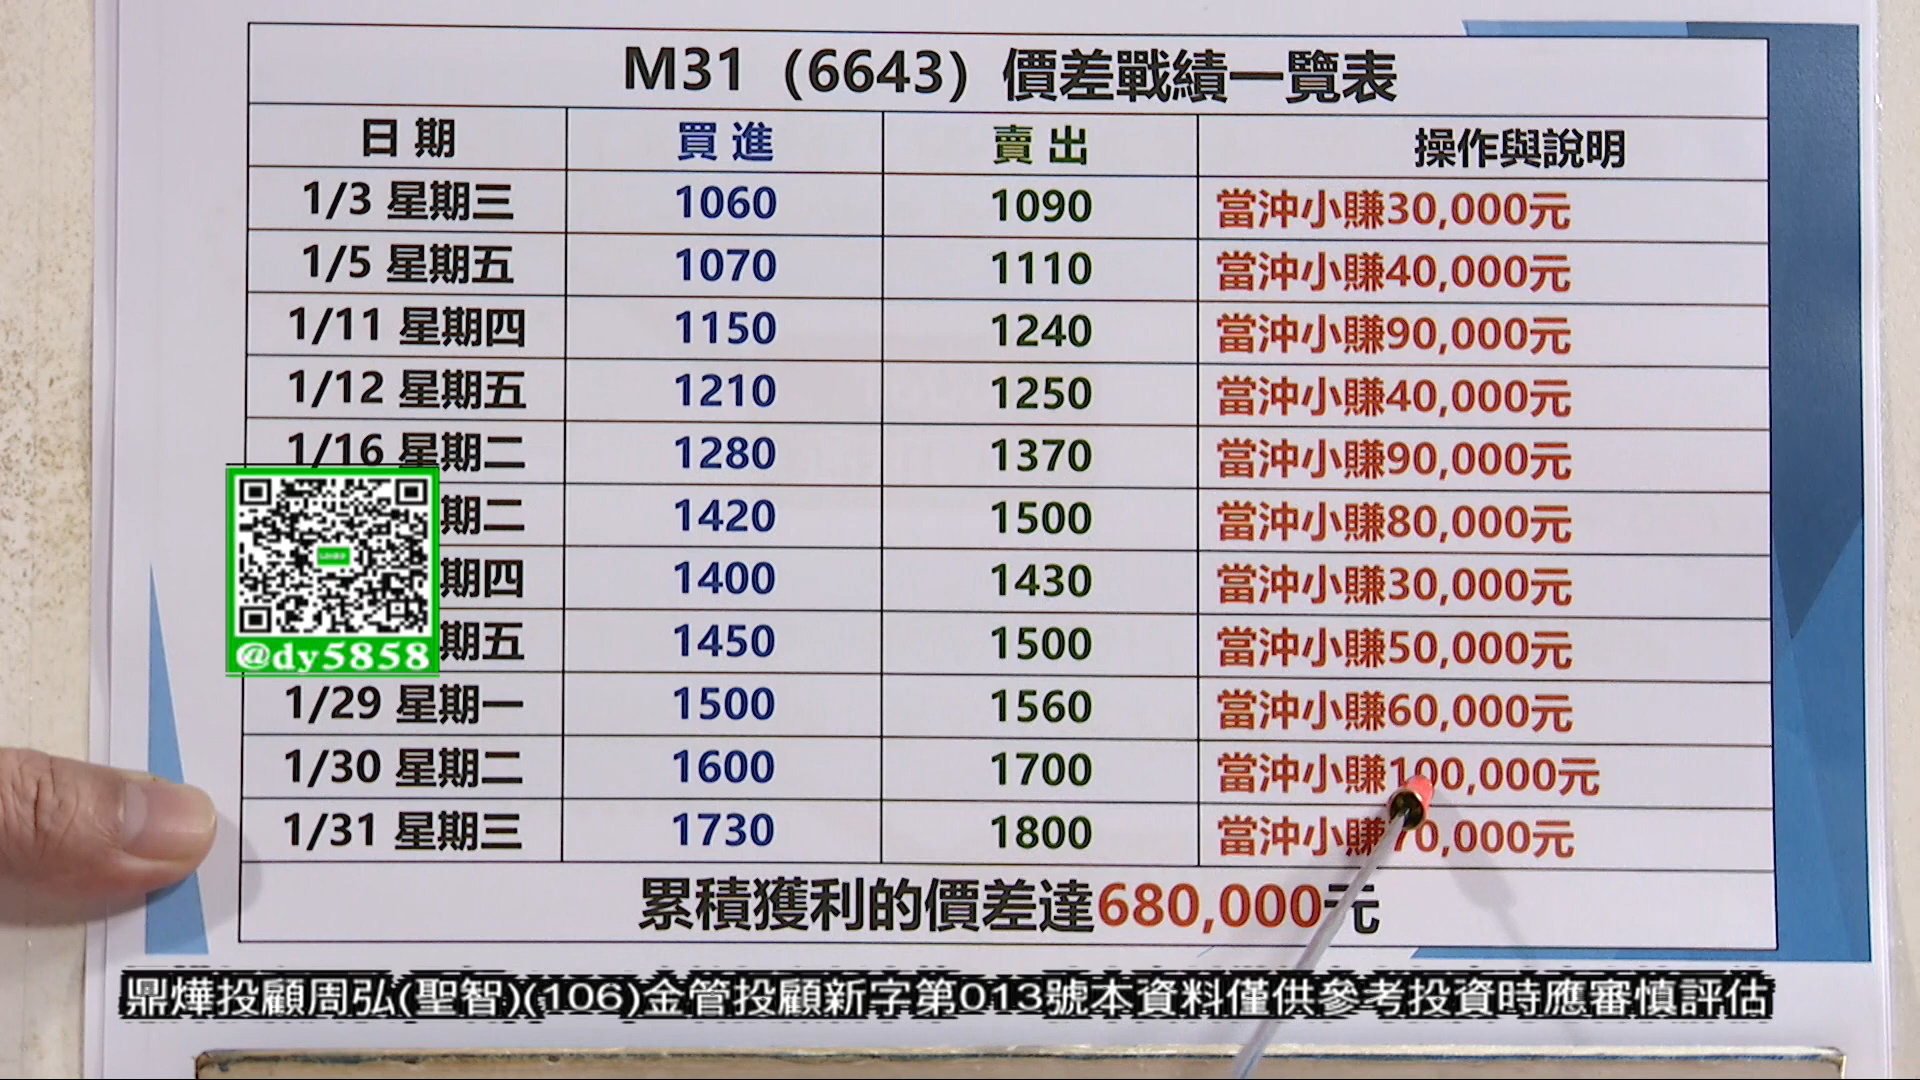 M31（6643）價差戰績一覽表
日 期 買 進 賣 出 操作與說明
1/3 星期三 1060 1090 當沖小賺30,000元
1/5 星期五 1070 1110 當沖小賺40,000元
1/11 星期四 1150 1240 當沖小賺90,000元
1/12 星期五 1210 1250 當沖小賺40,000元
1/16 星期二 1280 1370 當沖小賺90,000元
期二 1420 1500 當沖小賺80,000元
期四 1400 1430 當沖小賺30,000元
期五 1450 1500 當沖小賺50,000元
@dy5858
1/29 星期一 1500 1560 當沖小賺60,000元
1/30 星期二 1600 1700 當沖小賺100,000元
1/31 星期三 1730 1800 當沖小賺70,000元
累積獲利的價差達680,000元
鼎燁投顧周弘(聖智)(106)金管投顧新字第013號本資料僅供參考投資時應審慎評估